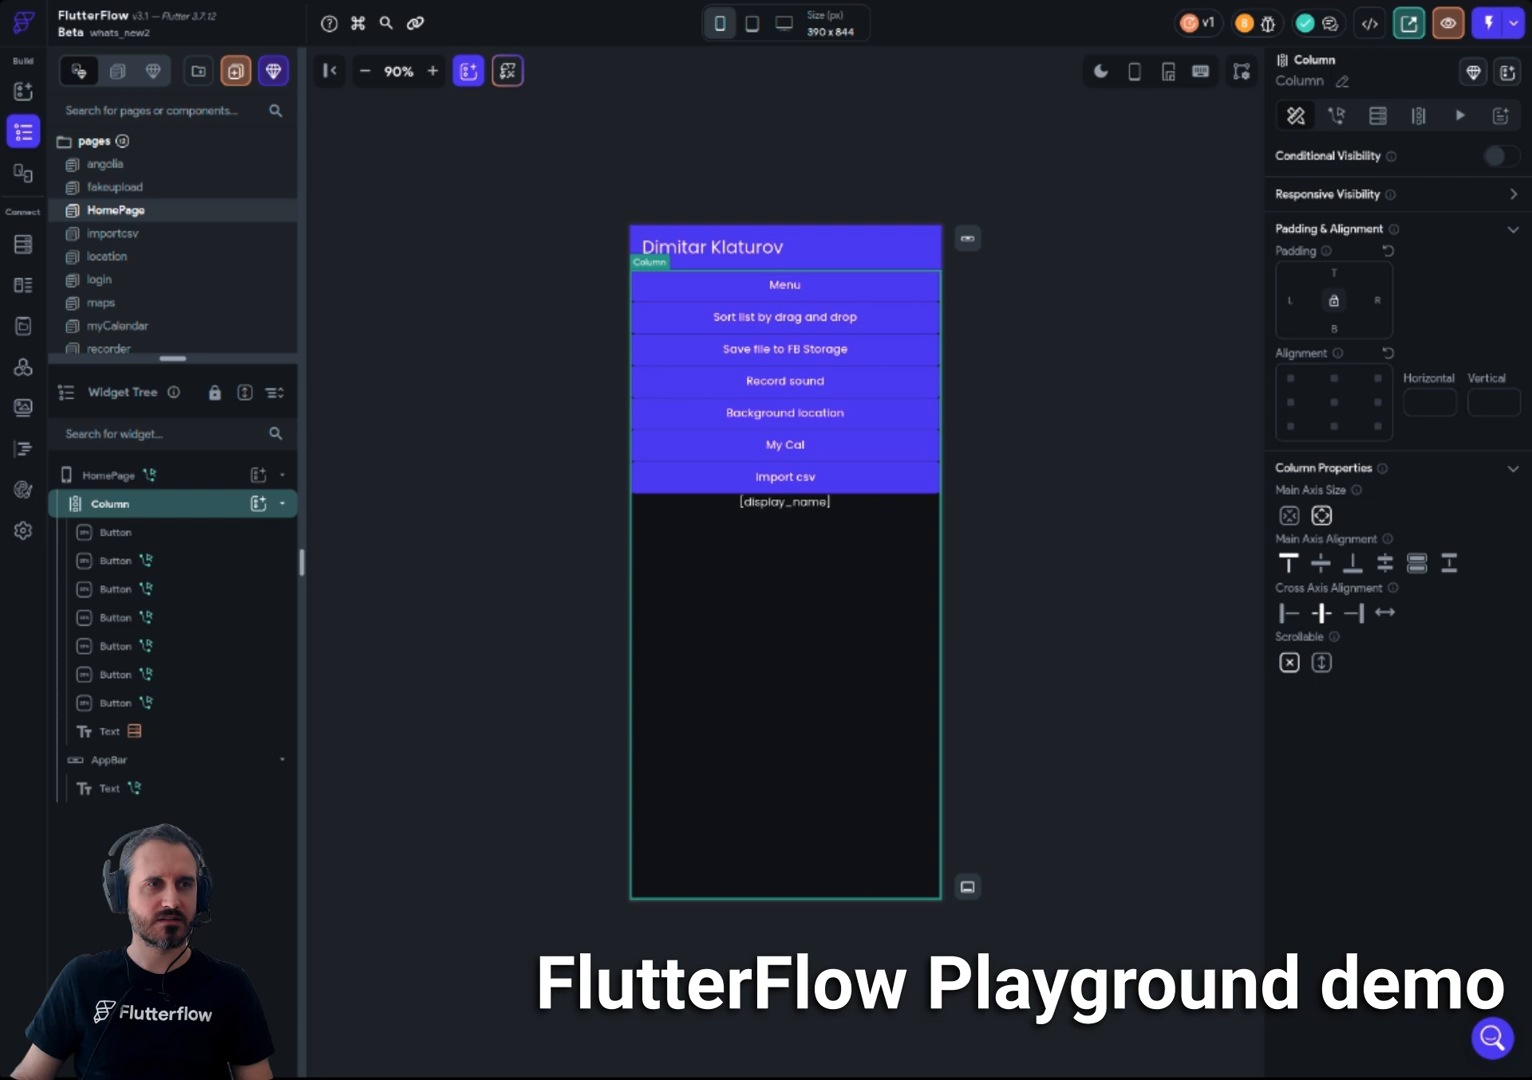 FlutterFlow v3.1 — Flutter 3.7.12
Beta whats_new2
Size (px)
390 x 844
v1
Build
90%
Search for pages or components...
pages 12
angolia
fakeupload
HomePage
importcsv
location
login
maps
myCalendar
recorder
Connect
Widget Tree
Search for widget...
HomePage
Column
Button
Button
Button
Button
Button
Button
Button
Tt Text
AppBar
Tt Text
Dimitar Klaturov
Column
Menu
Sort list by drag and drop
Save file to FB Storage
Record sound
Background location
My Cal
Import csv
[display_name]
Column
Column
Conditional Visibility
Responsive Visibility
Padding & Alignment
Padding
T
L R
B
Alignment
Horizontal Vertical
Column Properties
Main Axis Size
Main Axis Alignment
Cross Axis Alignment
Scrollable
Flutterflow
FlutterFlow Playground demo